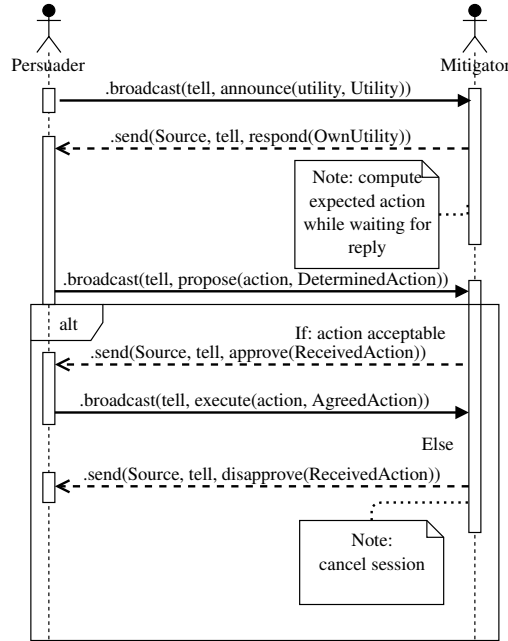 Persuader
Mitigator
.broadcast(tell, announce(utility, Utility))
.send(Source, tell, respond(OwnUtility))
Note: compute
expected action
while waiting for
reply
.broadcast(tell, propose(action, DeterminedAction))
alt
If: action acceptable
.send(Source, tell, approve(ReceivedAction))
.broadcast(tell, execute(action, AgreedAction))
Else
.send(Source, tell, disapprove(ReceivedAction))
Note:
cancel session